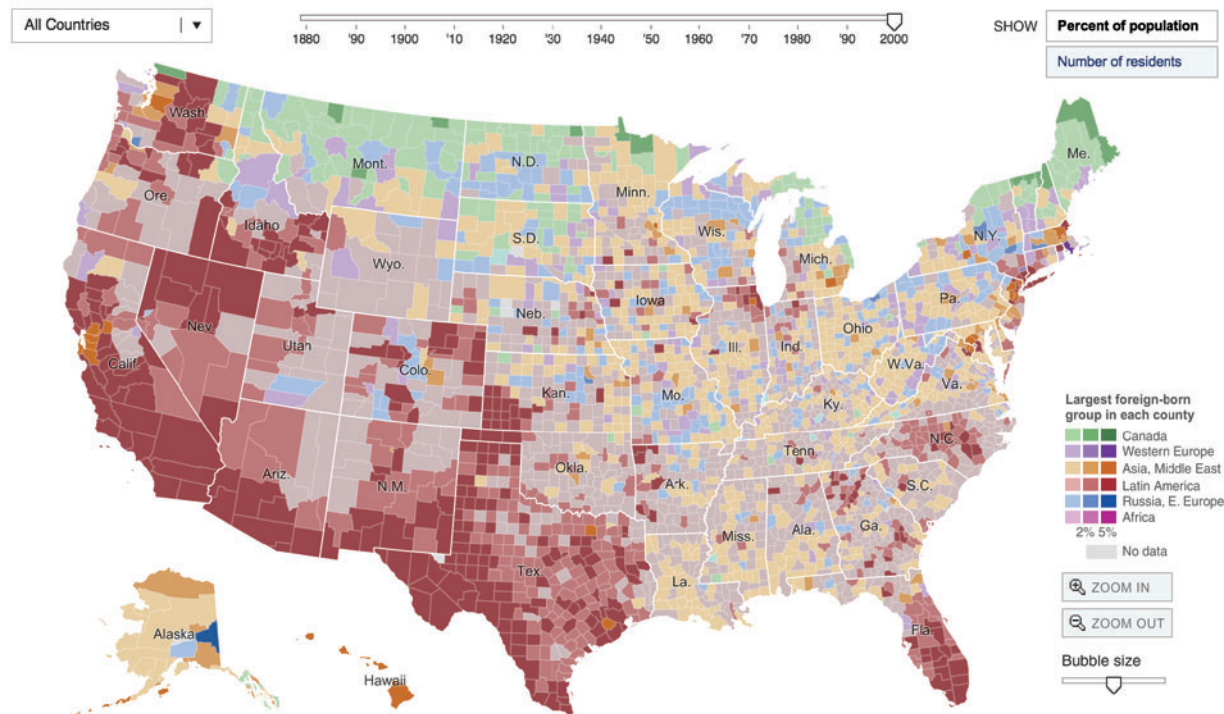 All Countries
1880 '90 1900 '10 1920 '30 1940 '50 1960 '70 1980 '90 2000
SHOW
Percent of population
Number of residents
Wash.
Mont.
N.D.
Minn.
Me.
Ore
Idaho
S.D.
Wis.
Mich.
N.Y.
Wyo.
Neb.
Iowa
Pa.
Nev
Utah
Colo.
Ill.
Ind.
Ohio
W.Va.
Va.
Calif
Kan.
Mo.
Ky.
Ariz.
N.M.
Okla.
Ark.
Tenn
N.C.
S.C.
Tex.
La.
Miss.
Ala.
Ga.
Fla.
Alaska
Hawaii
Largest foreign-born
group in each county
Canada
Western Europe
Asia, Middle East
Latin America
Russia, E. Europe
Africa
2% 5%
No data
ZOOM IN
ZOOM OUT
Bubble size